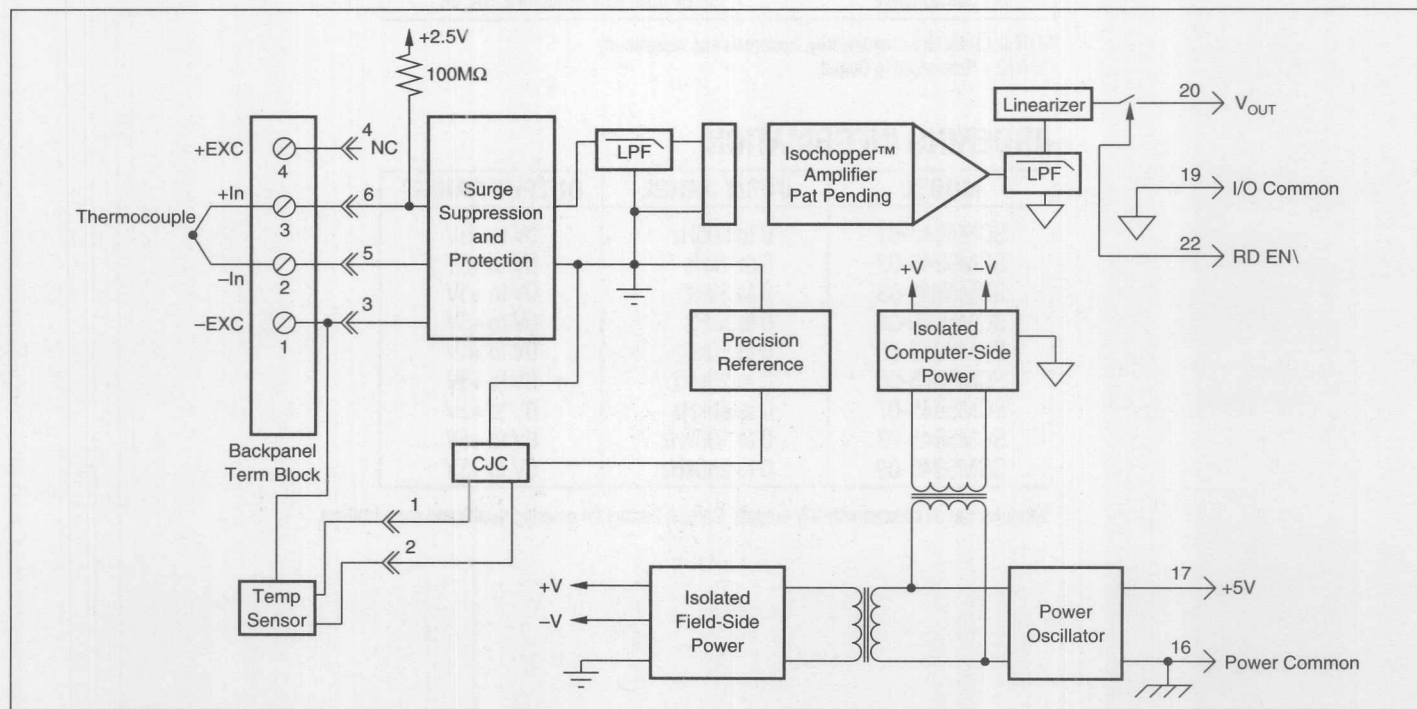 +2.5V
100MΩ
+EXC
4
4
NC
+In
3
6
Thermocouple
−In
2
5
−EXC
1
3
Backpanel
Term Block
Surge
Suppression
and
Protection
LPF
Isochopper™
Amplifier
Pat Pending
Linearizer
LPF
20
V_OUT
19
I/O Common
22
RD EN\
Precision
Reference
+V
−V
Isolated
Computer-Side
Power
CJC
1
2
Temp
Sensor
+V
−V
Isolated
Field-Side
Power
Power
Oscillator
17
+5V
16
Power Common